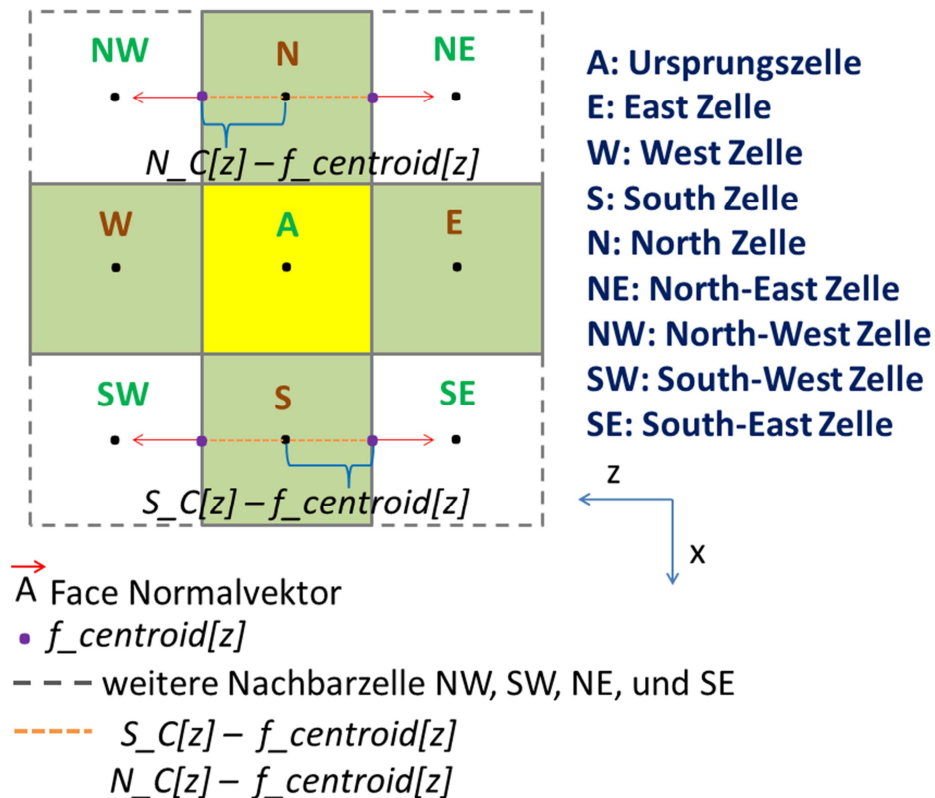 NW N NE
N_C[z] – f_centroid[z]
W A E
SW S SE
S_C[z] – f_centroid[z]
A: Ursprungszelle
E: East Zelle
W: West Zelle
S: South Zelle
N: North Zelle
NE: North-East Zelle
NW: North-West Zelle
SW: South-West Zelle
SE: South-East Zelle
z
x
A Face Normalvektor
f_centroid[z]
weitere Nachbarzelle NW, SW, NE, und SE
S_C[z] – f_centroid[z]
N_C[z] – f_centroid[z]